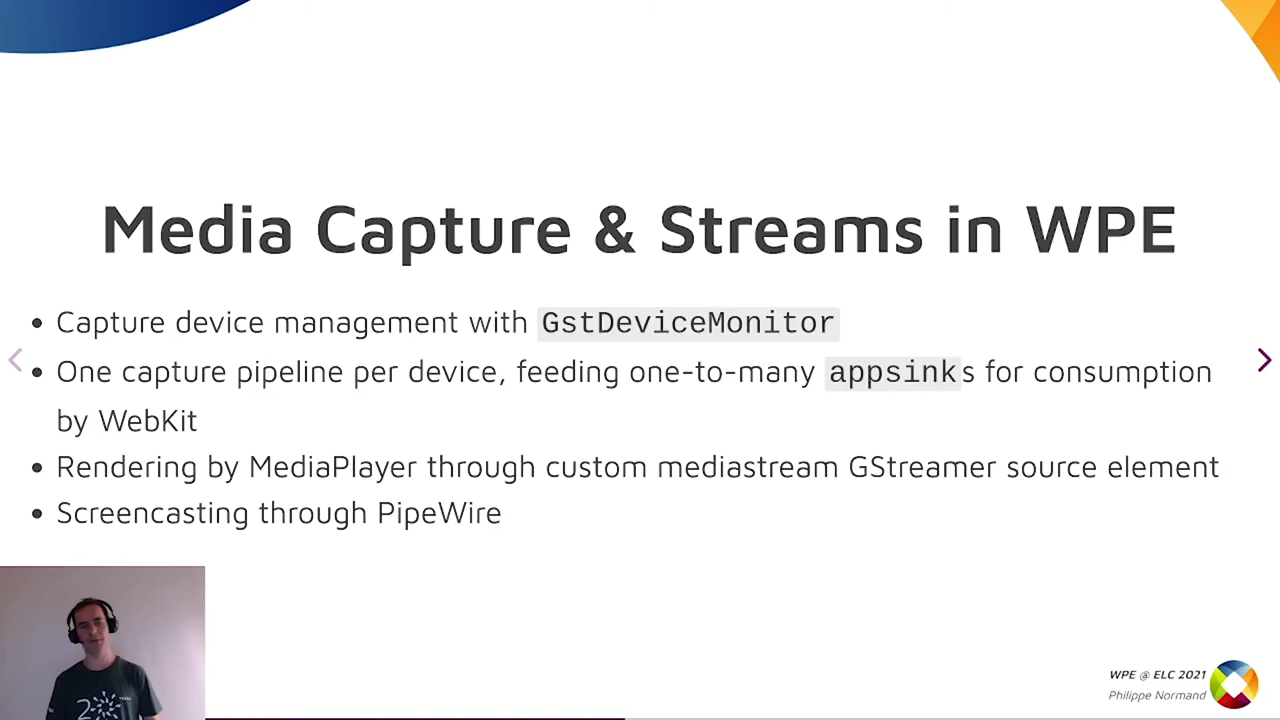 Media Capture & Streams in WPE
Capture device management with GstDeviceMonitor
One capture pipeline per device, feeding one-to-many appsinks for consumption
by WebKit
Rendering by MediaPlayer through custom mediastream GStreamer source element
Screencasting through PipeWire
20
WPE @ ELC 2021
Philippe Normand